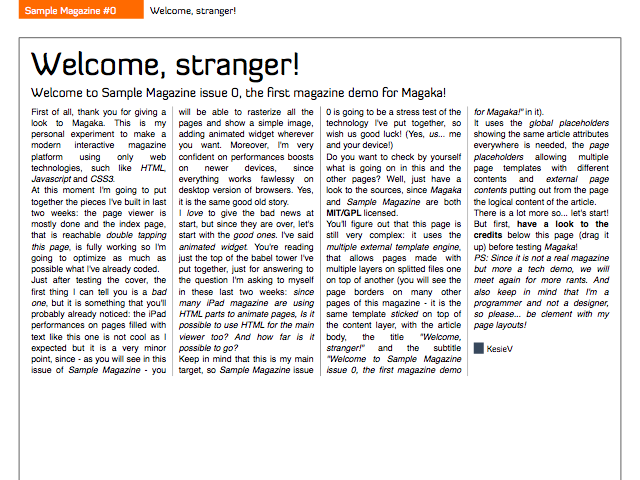 Sample Magazine #0
Welcome, stranger!
Welcome, stranger!
Welcome to Sample Magazine issue 0, the first magazine demo for Magaka!
First of all, thank you for giving a
look to Magaka. This is my
personal experiment to make a
modern interactive magazine
platform using only web
technologies, such like HTML,
Javascript and CSS3.
At this moment I'm going to put
together the pieces I've built in last
two weeks: the page viewer is
mostly done and the index page,
that is reachable double tapping
this page, is fully working so I'm
going to optimize as much as
possible what I've already coded.
Just after testing the cover, the
first thing I can tell you is a bad
one, but it is something that you'll
probably already noticed: the iPad
performances on pages filled with
text like this one is not cool as I
expected but it is a very minor
point, since - as you will see in this
issue of Sample Magazine - you
will be able to rasterize all the
pages and show a simple image,
adding animated widget wherever
you want. Moreover, I'm very
confident on performances boosts
on newer devices, since
everything works fawlessly on
desktop version of browsers. Yes,
it is the same good old story.
I love to give the bad news at
start, but since they are over, let's
start with the good ones. I've said
animated widget. You're reading
just the top of the babel tower I've
put together, just for answering to
the question I'm asking to myself
in these last two weeks: since
many iPad magazine are using
HTML parts to animate pages, Is it
possible to use HTML for the main
viewer too? And how far is it
possible to go?
Keep in mind that this is my main
target, so Sample Magazine issue
0 is going to be a stress test of the
technology I've put together, so
wish us good luck! (Yes, us... me
and your device!)
Do you want to check by yourself
what is going on in this and the
other pages? Well, just have a
look to the sources, since Magaka
and Sample Magazine are both
MIT/GPL licensed.
You'll figure out that this page is
still very complex: it uses the
multiple external template engine,
that allows pages made with
multiple layers on splitted files one
on top of another (you will see the
page borders on many other
pages of this magazine - it is the
same template sticked on top of
the content layer, with the article
body, the title "Welcome,
stranger!" and the subtitle
"Welcome to Sample Magazine
issue 0, the first magazine demo
for Magaka!" in it).
It uses the global placeholders
showing the same article attributes
everywhere is needed, the page
placeholders allowing multiple
page templates with different
contents and external page
contents putting out from the page
the logical content of the article.
There is a lot more so... let's start!
But first, have a look to the
credits below this page (drag it
up) before testing Magaka!
PS: Since it is not a real magazine
but more a tech demo, we will
meet again for more rants. And
also keep in mind that I'm a
programmer and not a designer,
so please... be clement with my
page layouts!
KesieV